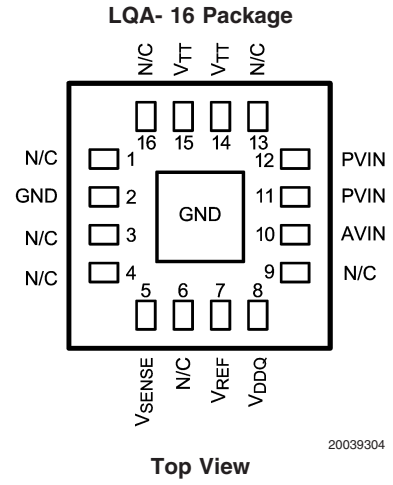 LQA- 16 Package
N/C VTT VTT N/C
16 15 14 13
N/C 1 12 PVIN
GND 2 11 PVIN
GND
N/C 3 10 AVIN
N/C 4 9 N/C
5 6 7 8
VSENSE N/C VREF VDDQ
20039304
Top View